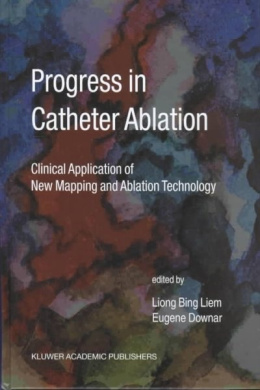 Progress in
Catheter Ablation
Clinical Application of
New Mapping and Ablation Technology
edited by
Liong Bing Liem
Eugene Downar
KLUWER ACADEMIC PUBLISHERS